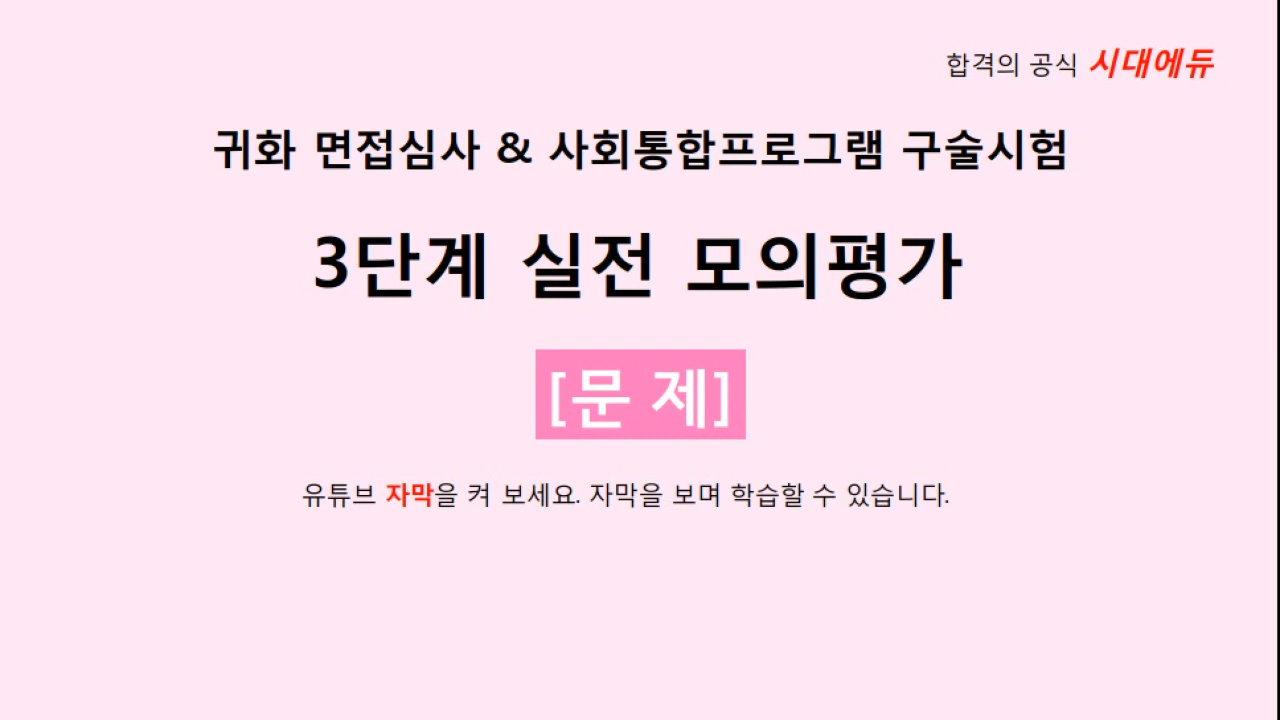 합격의 공식 시대에듀
귀화 면접심사 & 사회통합프로그램 구술시험
3단계 실전 모의평가
[문 제]
유튜브 자막을 켜 보세요. 자막을 보며 학습할 수 있습니다.